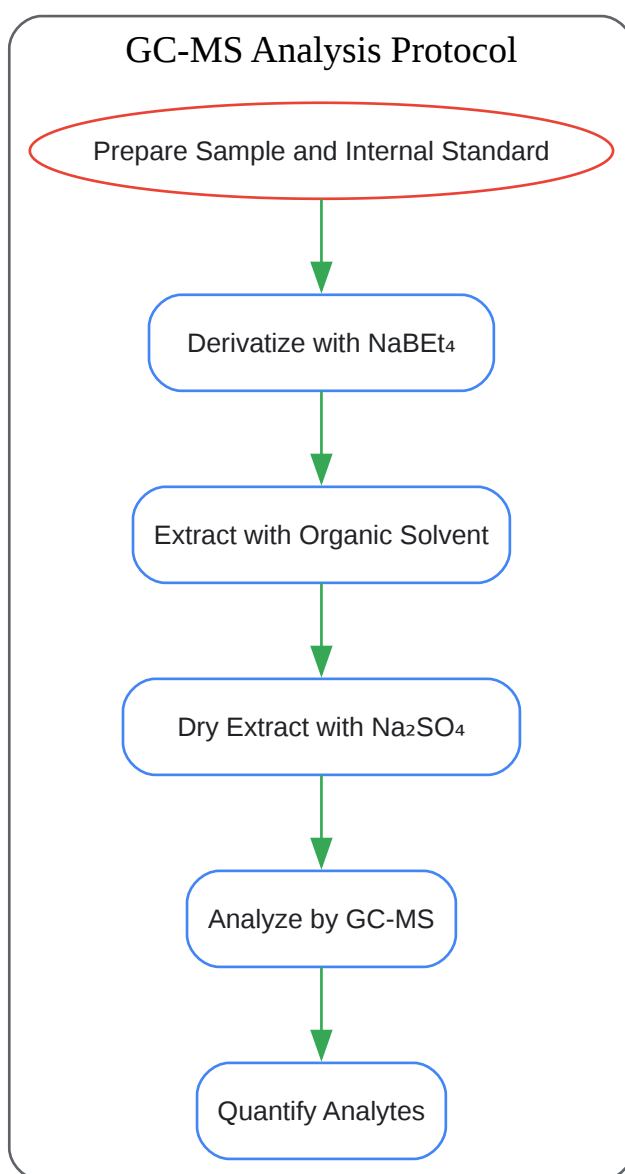 GC-MS Analysis Protocol
Prepare Sample and Internal Standard
Derivatize with NaBEt₄
Extract with Organic Solvent
Dry Extract with Na₂SO₄
Analyze by GC-MS
Quantify Analytes